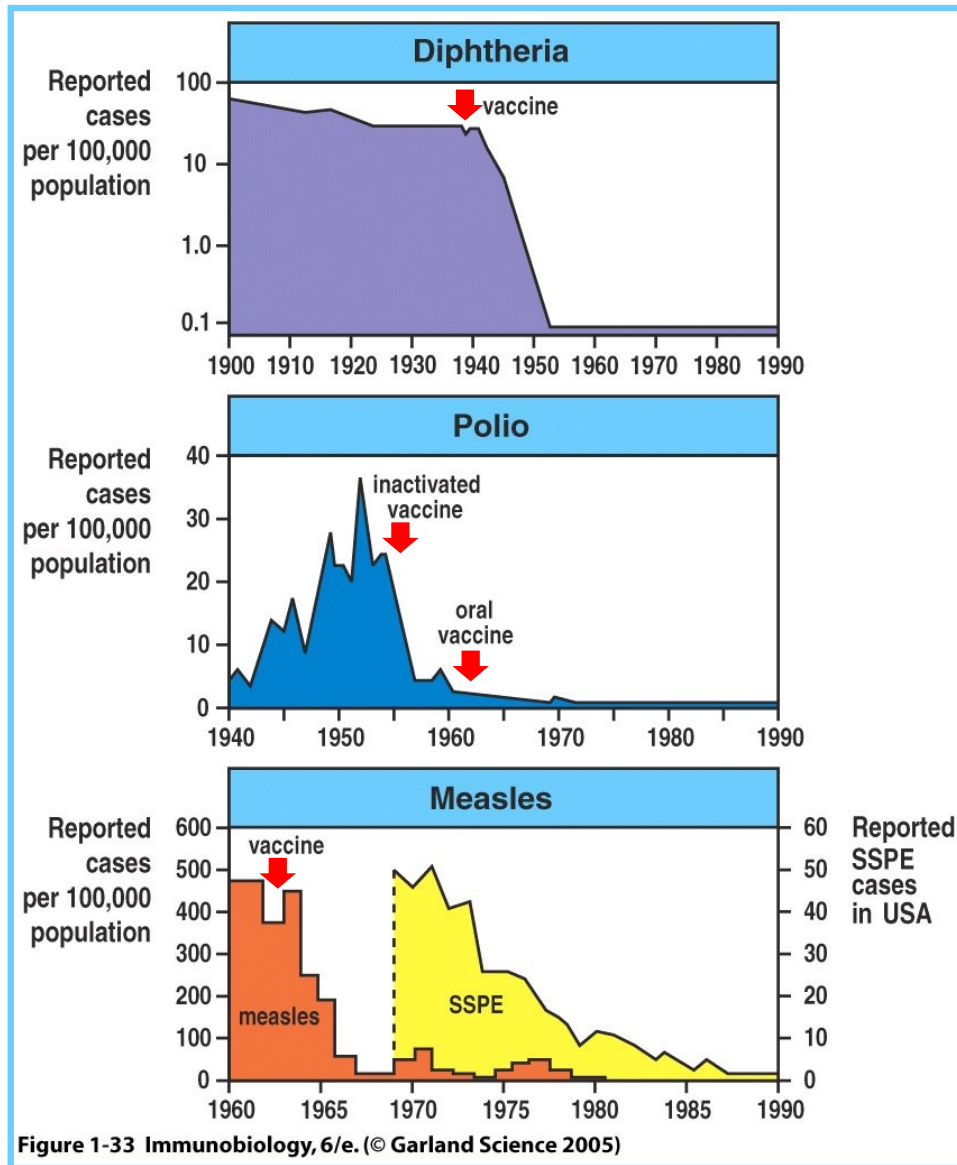 Diphtheria
Reported
cases
per 100,000
population
100
10
1.0
0.1
vaccine
1900 1910 1920 1930 1940 1950 1960 1970 1980 1990
Polio
Reported
cases
per 100,000
population
40
30
20
10
0
inactivated
vaccine
oral
vaccine
1940 1950 1960 1970 1980 1990
Measles
Reported
cases
per 100,000
population
600
500
400
300
200
100
0
vaccine
measles
SSPE
60
50
40
30
20
10
0
Reported
SSPE
cases
in USA
1960 1965 1970 1975 1980 1985 1990
Figure 1-33 Immunobiology, 6/e. (© Garland Science 2005)